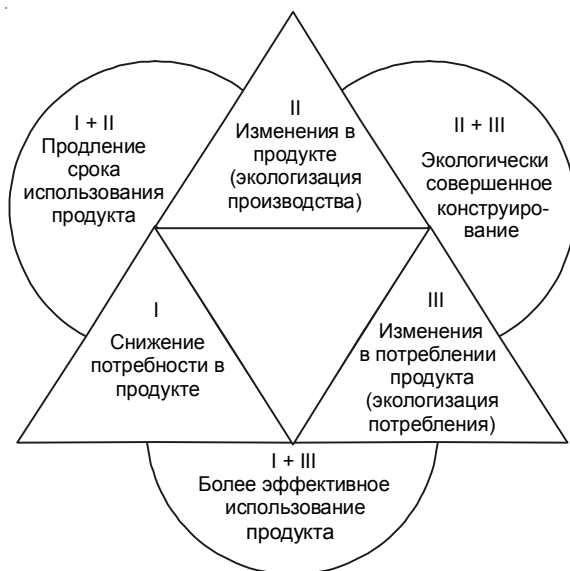 I + II
Продление
срока
использования
продукта
II
Изменения в
продукте
(экологизация
производства)
II + III
Экологически
совершенное
конструиро-
вание
I
Снижение
потребности в
продукте
III
Изменения
в потреблении
продукта
(экологизация
потребления)
I + III
Более эффективное
использование
продукта